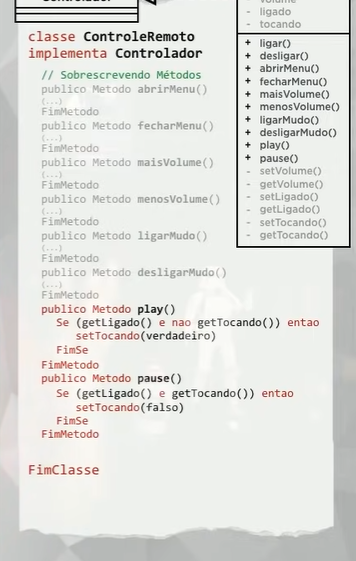 Controlador
volume
- ligado
- tocando
+ ligar()
+ desligar()
+ abrirMenu()
+ fecharMenu()
+ maisVolume()
+ menosVolume()
+ ligarMudo()
+ desligarMudo()
+ play()
+ pause()
- setVolume()
- getVolume()
- setLigado()
- getLigado()
- setTocando()
- getTocando()
classe ControleRemoto
implementa Controlador
// Sobrescrevendo Métodos
publico Metodo abrirMenu()
(...)
FimMetodo
publico Metodo fecharMenu()
(...)
FimMetodo
publico Metodo maisVolume()
(...)
FimMetodo
publico Metodo menosVolume()
(...)
FimMetodo
publico Metodo ligarMudo()
(...)
FimMetodo
publico Metodo desligarMudo()
(...)
FimMetodo
publico Metodo play()
Se (getLigado() e nao getTocando()) entao
setTocando(verdadeiro)
FimSe
FimMetodo
publico Metodo pause()
Se (getLigado() e getTocando()) entao
setTocando(falso)
FimSe
FimMetodo
FimClasse